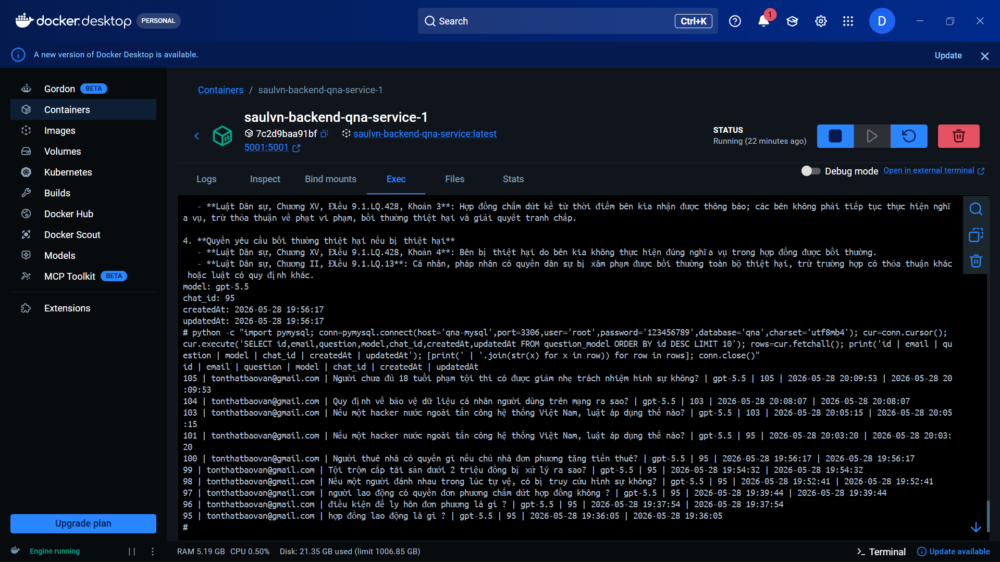 docker.desktop PERSONAL
Search Ctrl+K
1
D
A new version of Docker Desktop is available.
Update
Gordon BETA
Containers
Images
Volumes
Kubernetes
Builds
Docker Hub
Docker Scout
Models
MCP Toolkit BETA
Extensions
Upgrade plan
Engine running
Containers / saulvn-backend-qna-service-1
saulvn-backend-qna-service-1
7c2d9baa91bf saulvn-backend-qna-service:latest
5001:5001
STATUS
Running (22 minutes ago)
Logs Inspect Bind mounts Exec Files Stats
Debug mode Open in external terminal
- **Luật Dân sự, Chương XV, Điều 9.1.LQ.428, Khoản 3**: Hợp đồng chấm dứt kể từ thời điểm bên kia nhận được thông báo; các bên không phải tiếp tục thực hiện nghĩ
a vụ, trừ thỏa thuận về phạt vi phạm, bồi thường thiệt hại và giải quyết tranh chấp.
4. **Quyền yêu cầu bồi thường thiệt hại nếu bị thiệt hại**
- **Luật Dân sự, Chương XV, Điều 9.1.LQ.428, Khoản 4**: Bên bị thiệt hại do bên kia không thực hiện đúng nghĩa vụ trong hợp đồng được bồi thường.
- **Luật Dân sự, Chương II, Điều 9.1.LQ.13**: Cá nhân, pháp nhân có quyền dân sự bị xâm phạm được bồi thường toàn bộ thiệt hại, trừ trường hợp có thỏa thuận khác
hoặc luật có quy định khác.
model: gpt-5.5
chat_id: 95
createdAt: 2026-05-28 19:56:17
updatedAt: 2026-05-28 19:56:17
# python -c "import pymysql; conn=pymysql.connect(host='qna-mysql',port=3306,user='root',password='123456789',database='qna',charset='utf8mb4'); cur=conn.cursor();
cur.execute('SELECT id,email,question,model,chat_id,createdAt,updatedAt FROM question_model ORDER BY id DESC LIMIT 10'); rows=cur.fetchall(); print('id | email | qu
estion | model | chat_id | createdAt | updatedAt'); [print(' | '.join(str(x) for x in row)) for row in rows]; conn.close()"
id | email | question | model | chat_id | createdAt | updatedAt
105 | tonthatbaovan@gmail.com | Người chưa đủ 18 tuổi phạm tội thì có được giảm nhẹ trách nhiệm hình sự không? | gpt-5.5 | 105 | 2026-05-28 20:09:53 | 2026-05-28 20
:09:53
104 | tonthatbaovan@gmail.com | Quy định về bảo vệ dữ liệu cá nhân người dùng trên mạng ra sao? | gpt-5.5 | 103 | 2026-05-28 20:08:07 | 2026-05-28 20:08:07
103 | tonthatbaovan@gmail.com | Nếu một hacker nước ngoài tấn công hệ thống Việt Nam, luật áp dụng thế nào? | gpt-5.5 | 103 | 2026-05-28 20:05:15 | 2026-05-28 20:05
:15
101 | tonthatbaovan@gmail.com | Nếu một hacker nước ngoài tấn công hệ thống Việt Nam, luật áp dụng thế nào? | gpt-5.5 | 95 | 2026-05-28 20:03:20 | 2026-05-28 20:03:
20
100 | tonthatbaovan@gmail.com | Người thuê nhà có quyền gì nếu chủ nhà đơn phương tăng tiền thuê? | gpt-5.5 | 95 | 2026-05-28 19:56:17 | 2026-05-28 19:56:17
99 | tonthatbaovan@gmail.com | Tội trộm cắp tài sản dưới 2 triệu đồng bị xử lý ra sao? | gpt-5.5 | 95 | 2026-05-28 19:54:32 | 2026-05-28 19:54:32
98 | tonthatbaovan@gmail.com | Nếu một người đánh nhau trong lúc tự vệ, có bị truy cứu hình sự không? | gpt-5.5 | 95 | 2026-05-28 19:52:41 | 2026-05-28 19:52:41
97 | tonthatbaovan@gmail.com | người lao động có quyền đơn phương chấm dứt hợp đồng không ? | gpt-5.5 | 95 | 2026-05-28 19:39:44 | 2026-05-28 19:39:44
96 | tonthatbaovan@gmail.com | điều kiện để ly hôn đơn phương là gì ? | gpt-5.5 | 95 | 2026-05-28 19:37:54 | 2026-05-28 19:37:54
95 | tonthatbaovan@gmail.com | hợp đồng lao động là gì ? | gpt-5.5 | 95 | 2026-05-28 19:36:05 | 2026-05-28 19:36:05
#
RAM 5.19 GB CPU 0.50% Disk: 21.35 GB used (limit 1006.85 GB)
Terminal
Update available